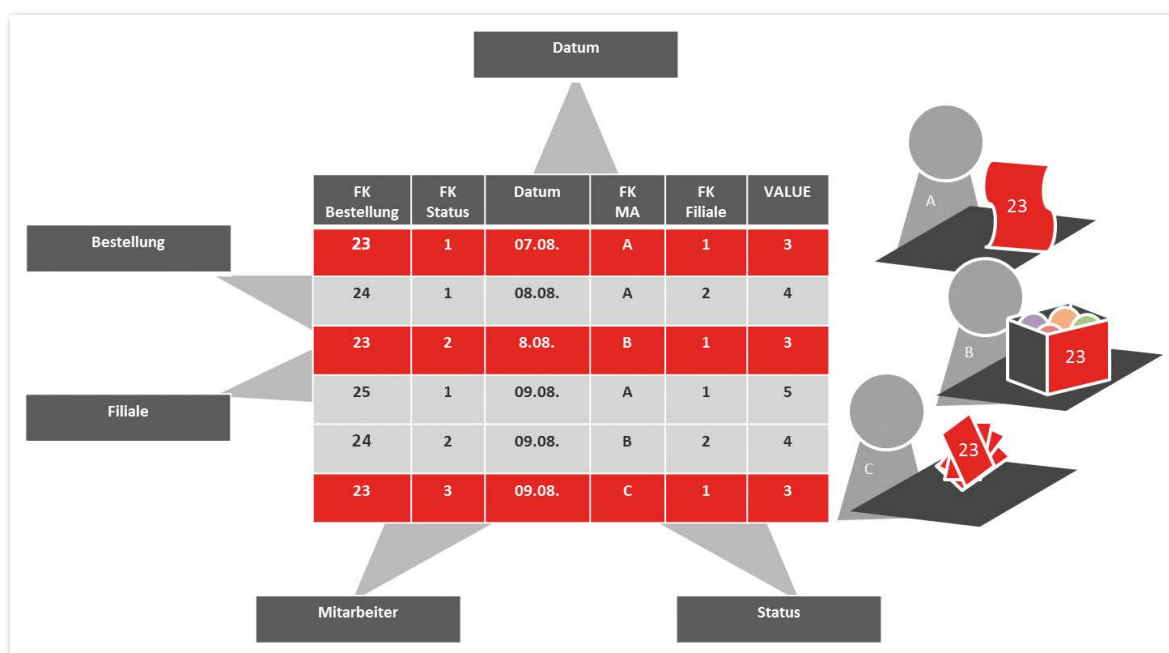 Datum
Bestellung
Filiale
FK Bestellung FK Status Datum FK MA FK Filiale VALUE
23 1 07.08. A 1 3
24 1 08.08. A 2 4
23 2 8.08. B 1 3
25 1 09.08. A 1 5
24 2 09.08. B 2 4
23 3 09.08. C 1 3
A 23
B 23
C 23
Mitarbeiter
Status